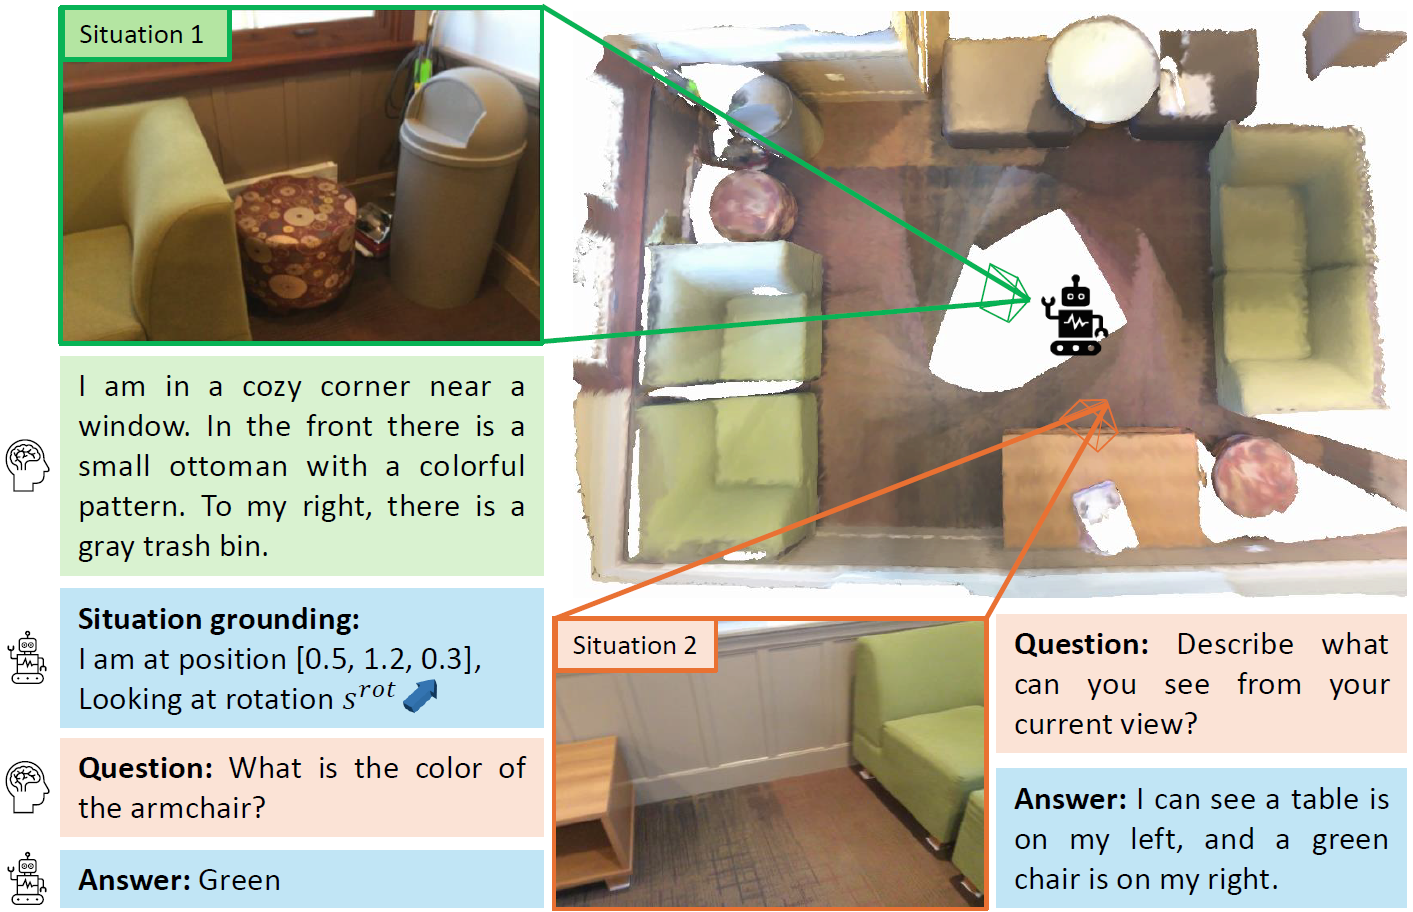 Situation 1
I am in a cozy corner near a
window. In the front there is a
small ottoman with a colorful
pattern. To my right, there is a
gray trash bin.
Situation grounding:
I am at position [0.5, 1.2, 0.3],
Looking at rotation s^rot
Question: What is the color of
the armchair?
Answer: Green
Situation 2
Question: Describe what
can you see from your
current view?
Answer: I can see a table is
on my left, and a green
chair is on my right.